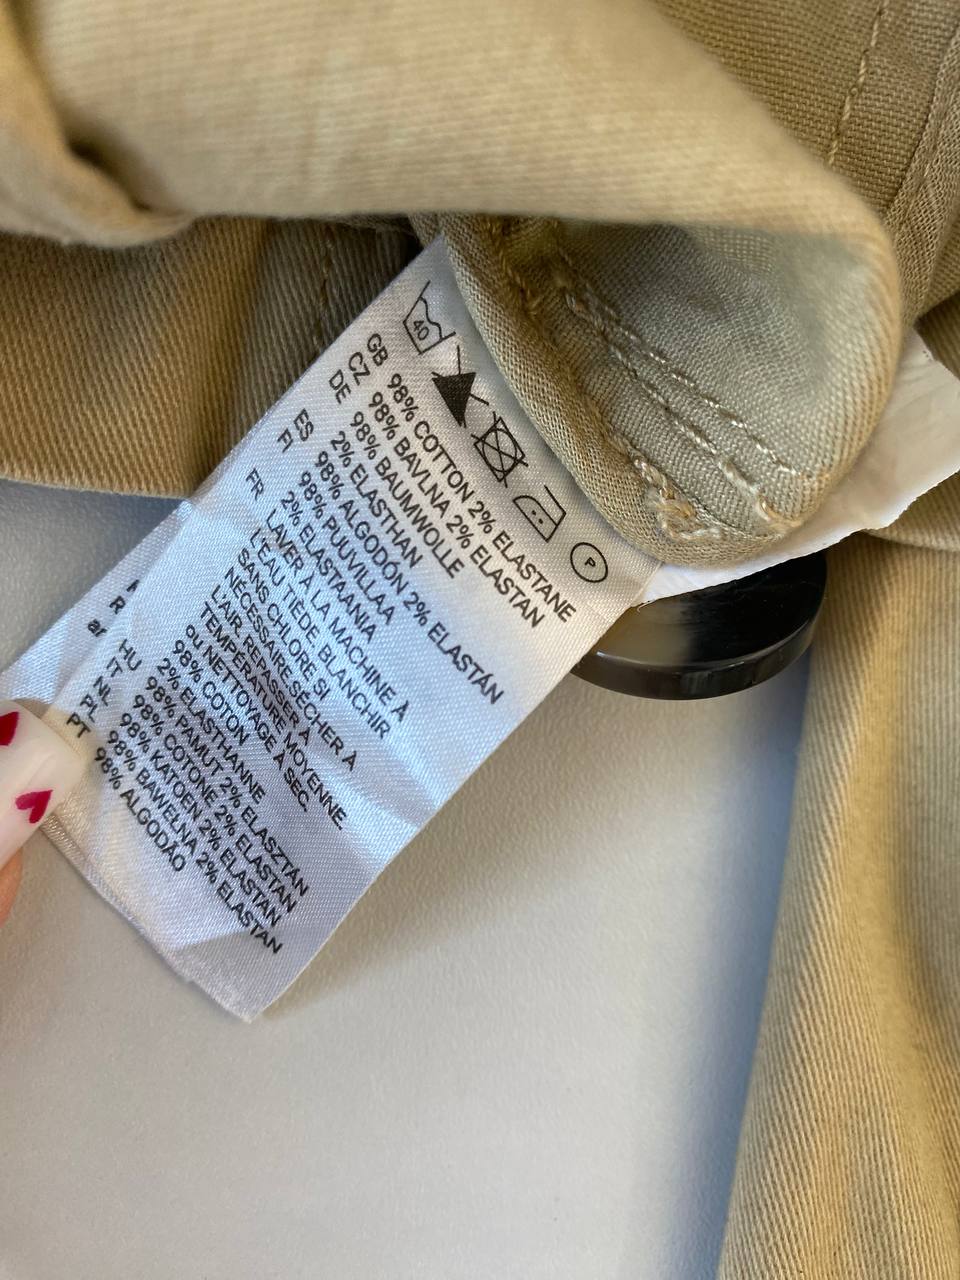 40
P
GB 98% COTTON 2% ELASTANE
CZ 98% BAVLNA 2% ELASTAN
DE 98% BAUMWOLLE
2% ELASTHAN
ES 98% ALGODÓN 2% ELASTÁN
FI 98% PUUVILLAA
2% ELASTAANIA
FR LAVER À LA MACHINE À
L'EAU TIÈDE BLANCHIR
SANS CHLORE SI
NÉCESSAIRE.SÉCHER À
L'AIR. REPASSER À
TEMPÉRATURE MOYENNE
ou NETTOYAGE À SEC.
98% COTON
2% ELASTHANNE
HU 98% PAMUT 2% ELASZTÁN
IT 98% COTONE 2% ELASTAN
NL 98% KATOEN 2% ELASTAN
PL 98% BAWEŁNA 2% ELASTAN
PT 98% ALGODÃO